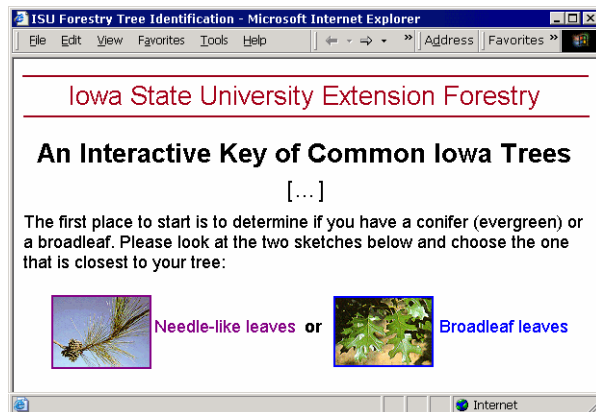 ISU Forestry Tree Identification - Microsoft Internet Explorer
File Edit View Favorites Tools Help » Address Favorites »
Iowa State University Extension Forestry
An Interactive Key of Common Iowa Trees
[...]
The first place to start is to determine if you have a conifer (evergreen) or
a broadleaf. Please look at the two sketches below and choose the one
that is closest to your tree:
Needle-like leaves or Broadleaf leaves
Internet